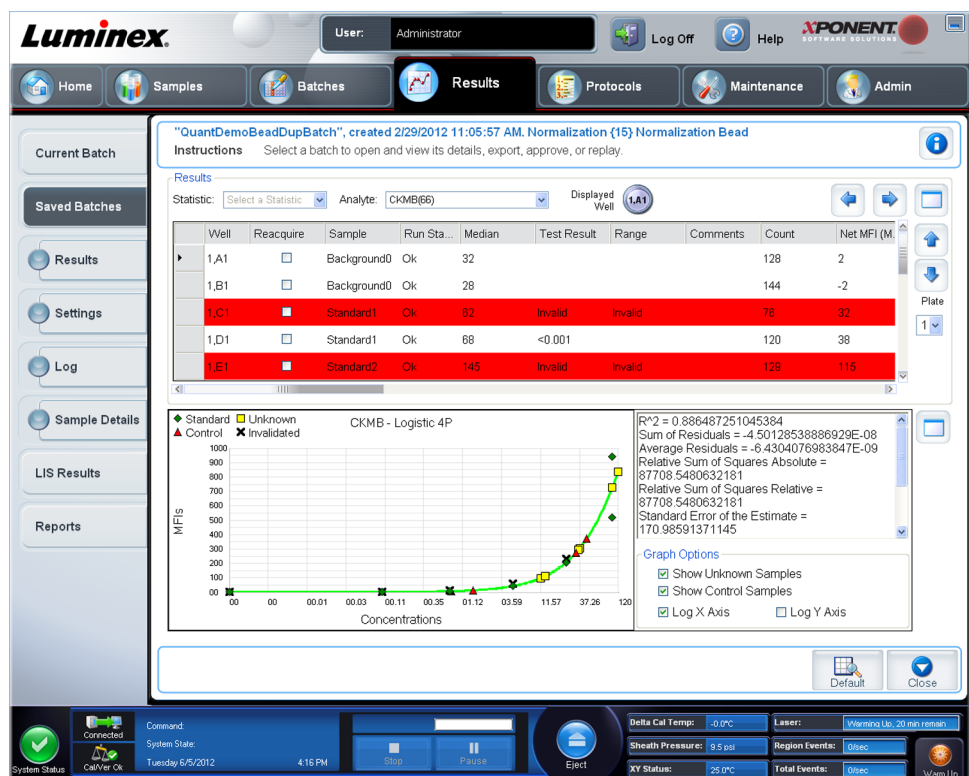 Luminex.
User: Administrator
Log Off
Help
XPONENT.
SOFTWARE SOLUTIONS
Home
Samples
Batches
Results
Protocols
Maintenance
Admin
Current Batch
Saved Batches
Results
Settings
Log
Sample Details
LIS Results
Reports
"QuantDemoBeadDupBatch", created 2/29/2012 11:05:57 AM. Normalization {15} Normalization Bead
Instructions Select a batch to open and view its details, export, approve, or replay.
Results
Statistic: Select a Statistic Analyte: CKMB(66) Displayed Well 1,A1
Well Reacquire Sample Run Sta... Median Test Result Range Comments Count Net MFI (M.
1,A1 Background0 Ok 32 128 2
1,B1 Background0 Ok 28 144 -2
1,C1 Standard1 Ok 62 Invalid Invalid 76 32
1,D1 Standard1 Ok 68 <0.001 120 38
1,E1 Standard2 Ok 145 Invalid Invalid 129 115
Plate
1
Standard Unknown
Control Invalidated
CKMB - Logistic 4P
MFIs
1000
900
800
700
600
500
400
300
200
100
00
00 00 00.01 00.03 00.11 00.35 01.12 03.59 11.57 37.26 120
Concentrations
R^2 = 0.886487251045384
Sum of Residuals = -4.50128538886929E-08
Average Residuals = -6.4304076983847E-09
Relative Sum of Squares Absolute =
87708.5480632181
Relative Sum of Squares Relative =
87708.5480632181
Standard Error of the Estimate =
170.98591371145
Graph Options
Show Unknown Samples
Show Control Samples
Log X Axis Log Y Axis
Default
Close
System Status
Connected
Cal/Ver Ok
Command:
System State:
Tuesday 6/5/2012 4:16 PM
Stop
Pause
Eject
Delta Cal Temp: -0.0°C Laser: Warming Up, 20 min remain
Sheath Pressure: 9.5 psi Region Events: 0/sec
XY Status: 25.0°C Total Events: 0/sec
Warm Up